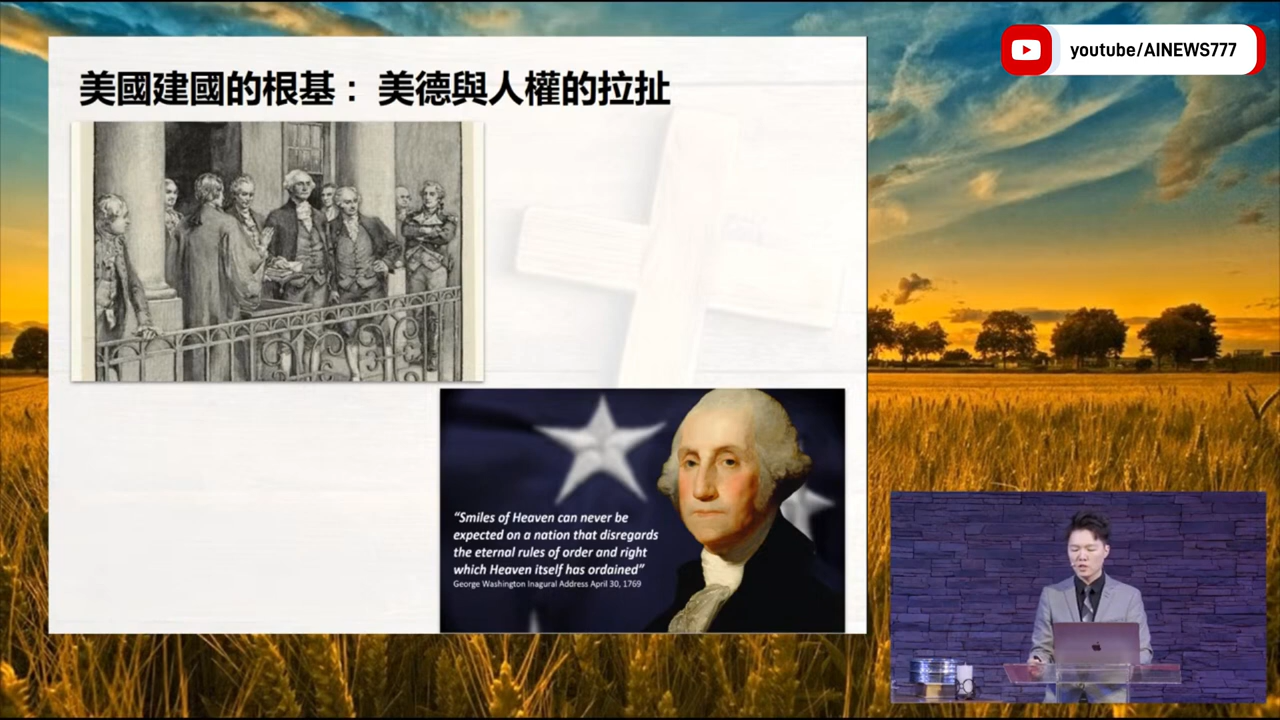 youtube/AINEWS777
美國建國的根基： 美德與人權的拉扯
“Smiles of Heaven can never be
expected on a nation that disregards
the eternal rules of order and right
which Heaven itself has ordained”
George Washington Inagural Address April 30, 1769